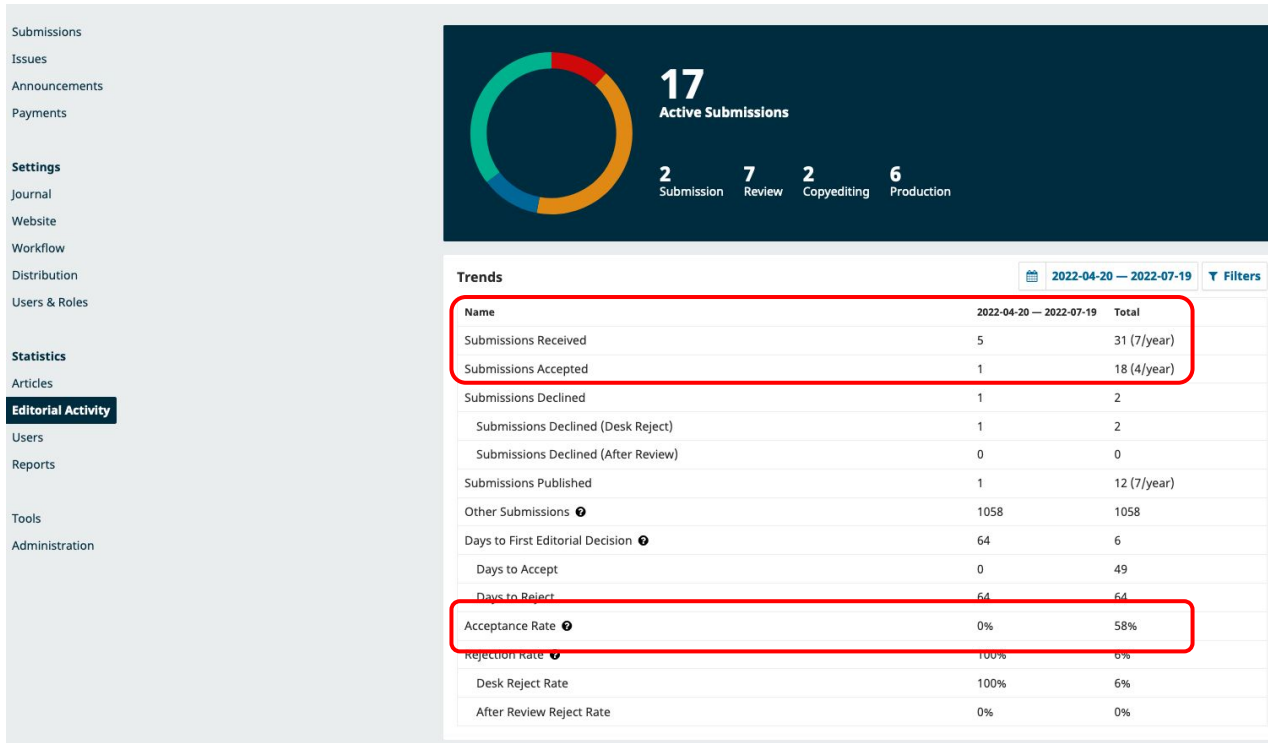 Submissions
Issues
Announcements
Payments
Settings
Journal
Website
Workflow
Distribution
Users & Roles
Statistics
Articles
Editorial Activity
Users
Reports
Tools
Administration
17
Active Submissions
2 7 2 6
Submission Review Copyediting Production
Trends 2022-04-20 — 2022-07-19 Filters
Name 2022-04-20 — 2022-07-19 Total
Submissions Received 5 31 (7/year)
Submissions Accepted 1 18 (4/year)
Submissions Declined 1 2
Submissions Declined (Desk Reject) 1 2
Submissions Declined (After Review) 0 0
Submissions Published 1 12 (7/year)
Other Submissions ? 1058 1058
Days to First Editorial Decision ? 64 6
Days to Accept 0 49
Days to Reject 64 64
Acceptance Rate ? 0% 58%
Rejection Rate ? 100% 6%
Desk Reject Rate 100% 6%
After Review Reject Rate 0% 0%